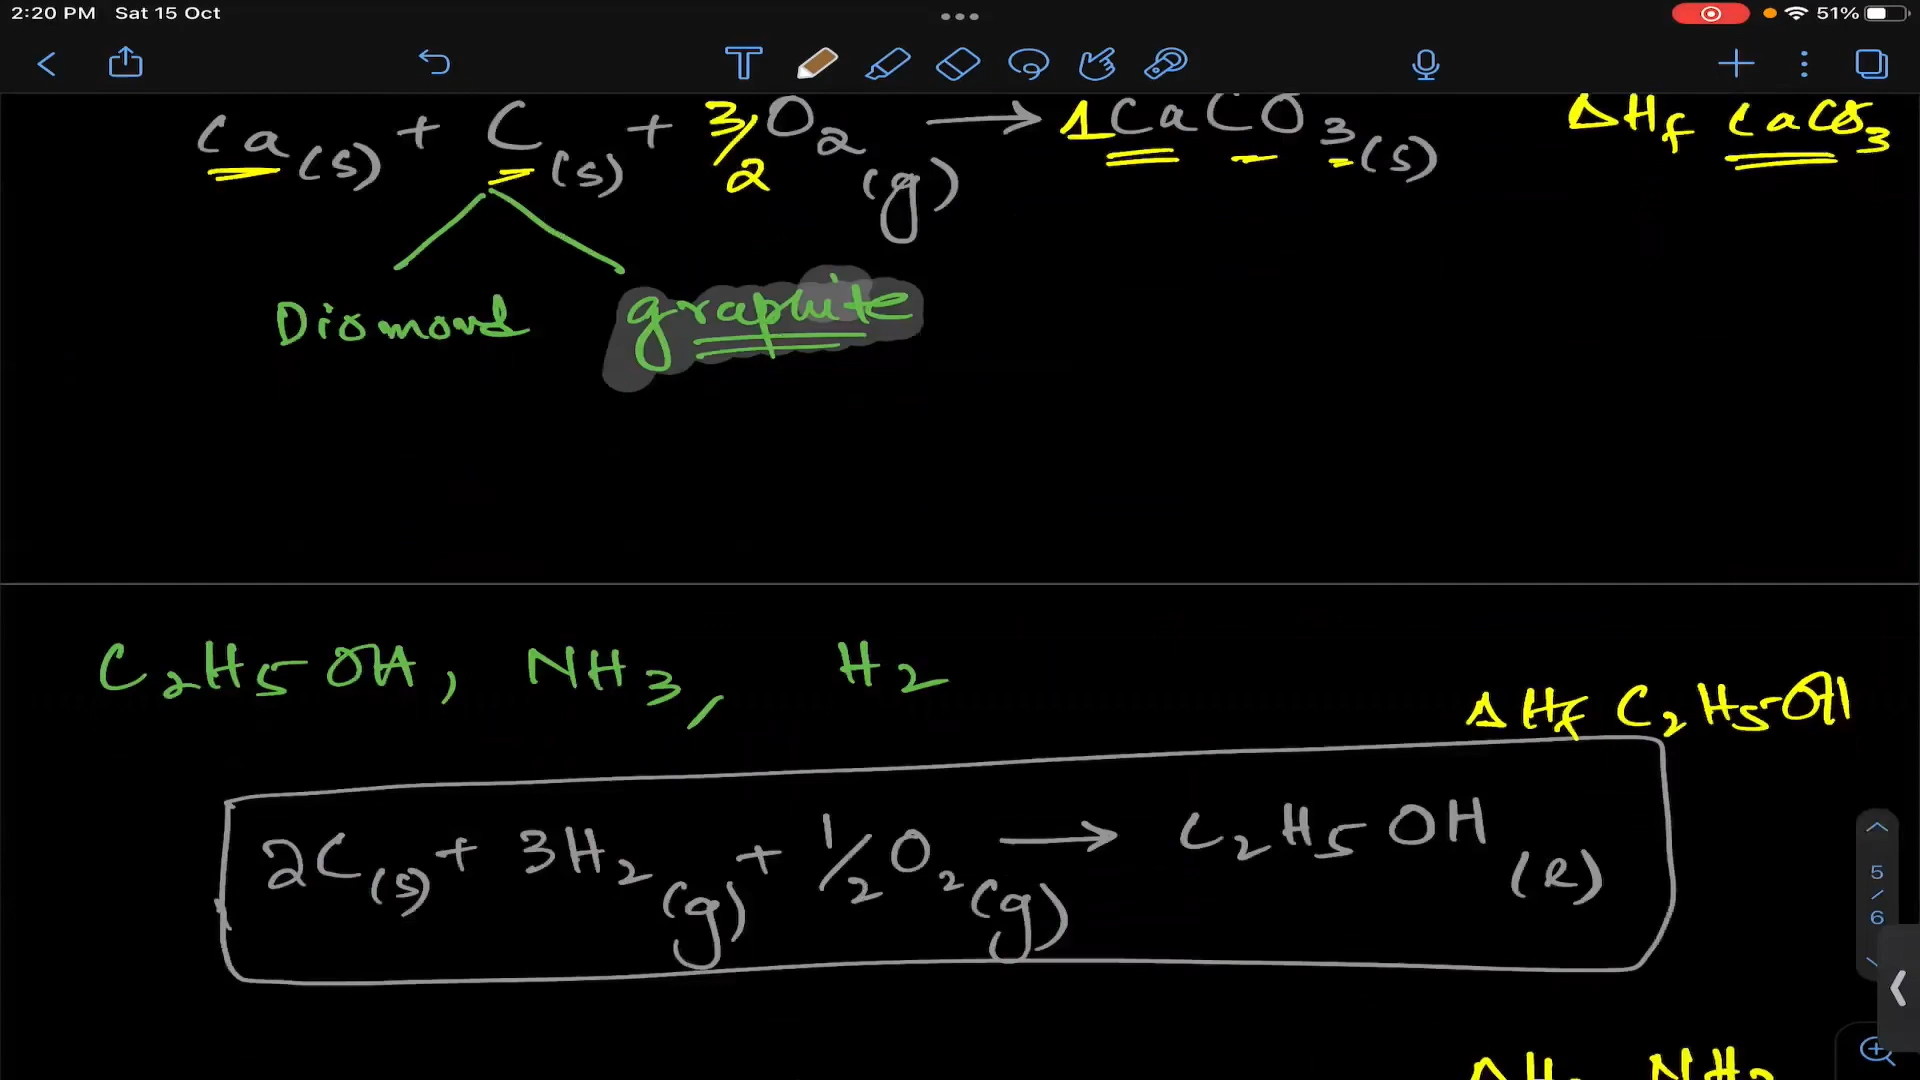 2:20 PM Sat 15 Oct
51%
Ca(s) + C(s) + 3/2 O2(g) → 1CaCO3(s)
ΔHf CaCO3
Diamond graphite
C2H5OH, NH3, H2
ΔHf C2H5OH
2C(s) + 3H2(g) + 1/2 O2(g) → C2H5OH(l)
5
/
6